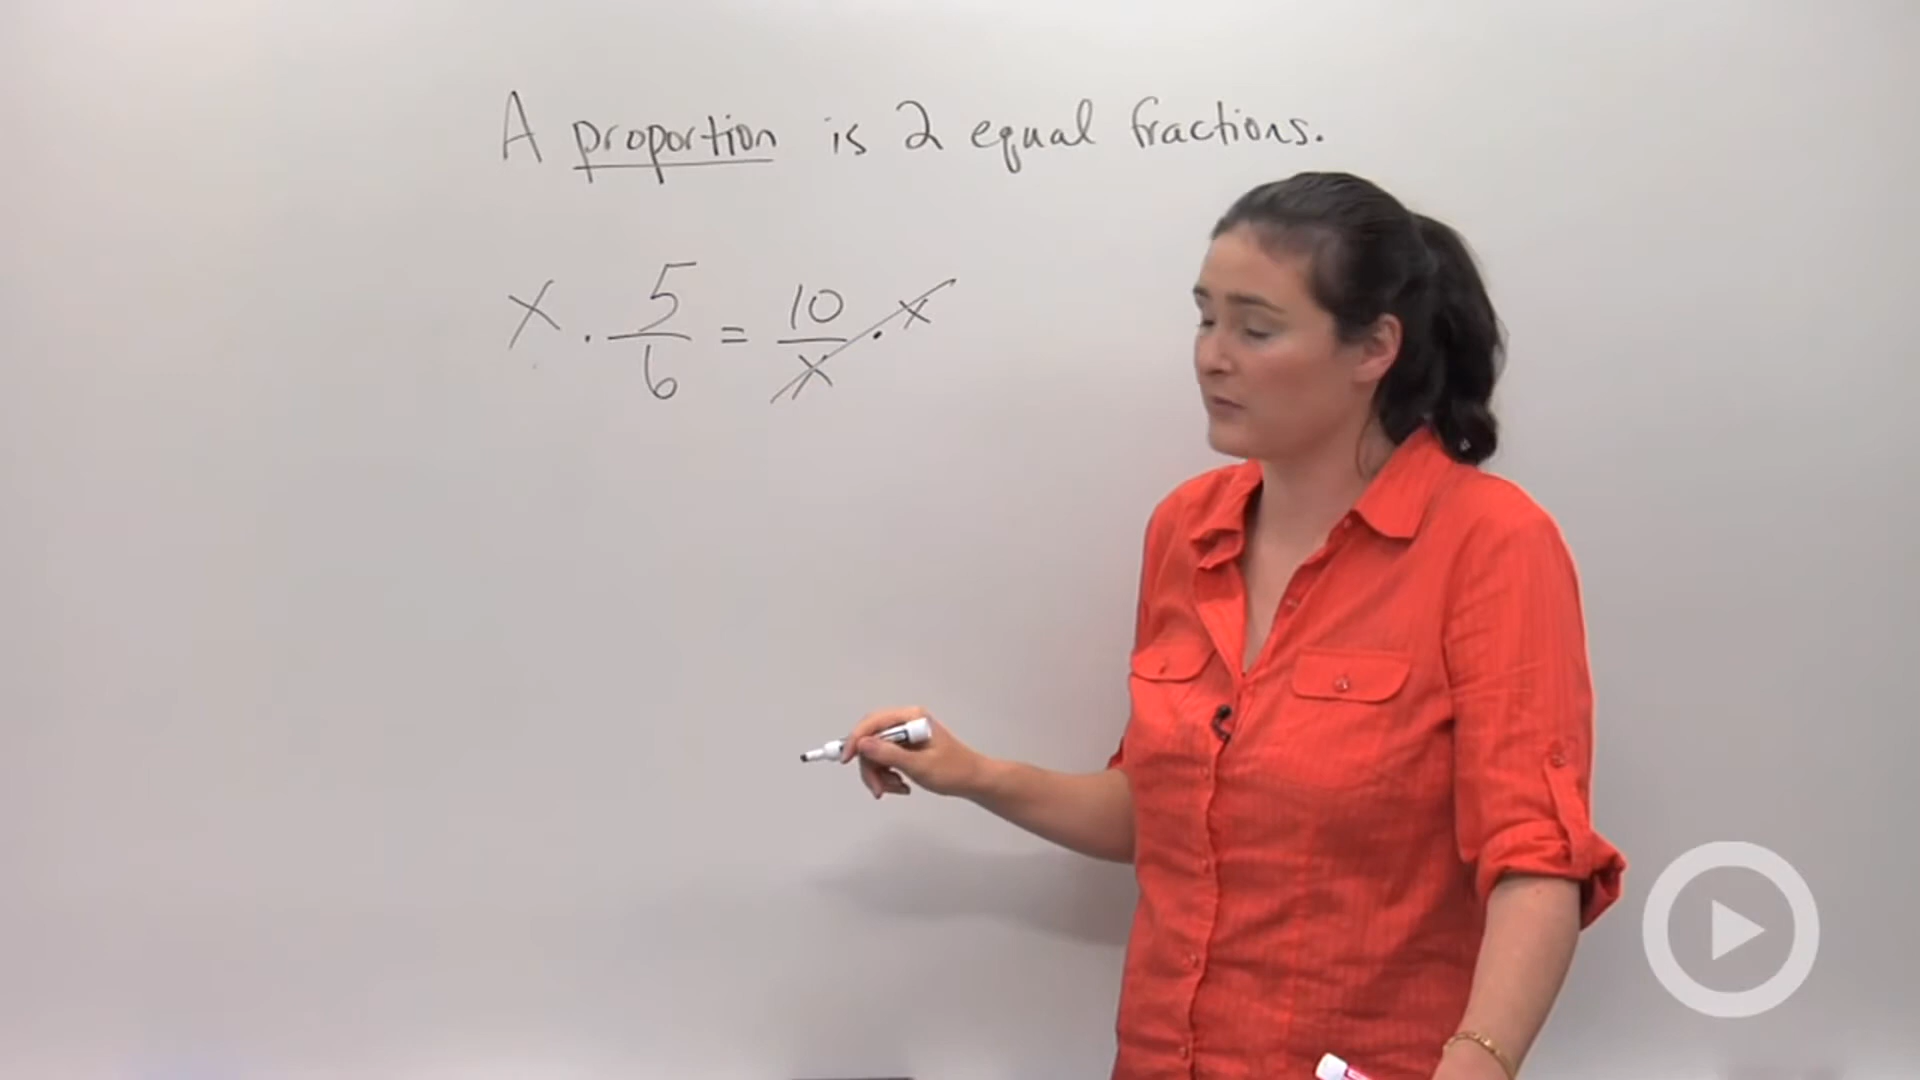 A proportion is 2 equal fractions.
x · 5/6 = 10/x · x